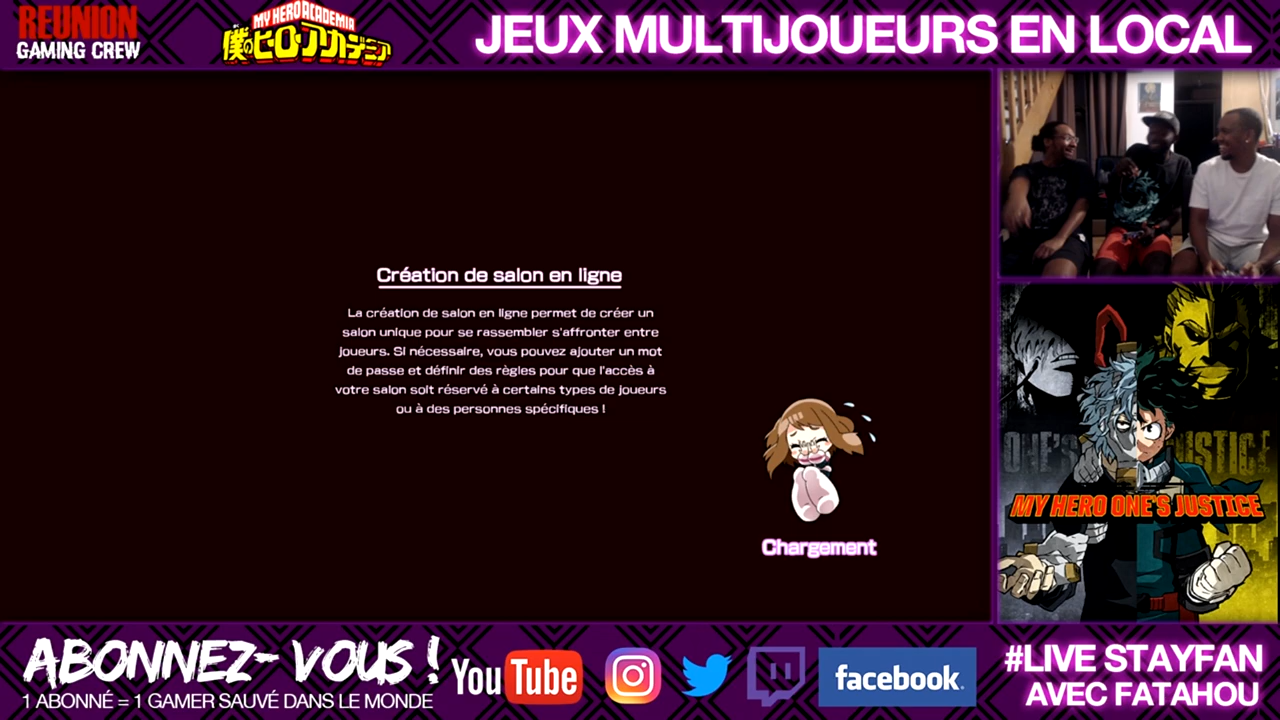 REUNION
GAMING CREW
MY HERO ACADEMIA
僕のヒーローアカデミア
JEUX MULTIJOUEURS EN LOCAL
Création de salon en ligne
La création de salon en ligne permet de créer un
salon unique pour se rassembler s'affronter entre
joueurs. Si nécessaire, vous pouvez ajouter un mot
de passe et définir des règles pour que l'accès à
votre salon soit réservé à certains types de joueurs
ou à des personnes spécifiques !
Chargement
ONE'S JUSTICE
MY HERO ONE'S JUSTICE
ABONNEZ-VOUS !
1 ABONNÉ = 1 GAMER SAUVÉ DANS LE MONDE
YouTube
facebook
#LIVE STAYFAN
AVEC FATAHOU